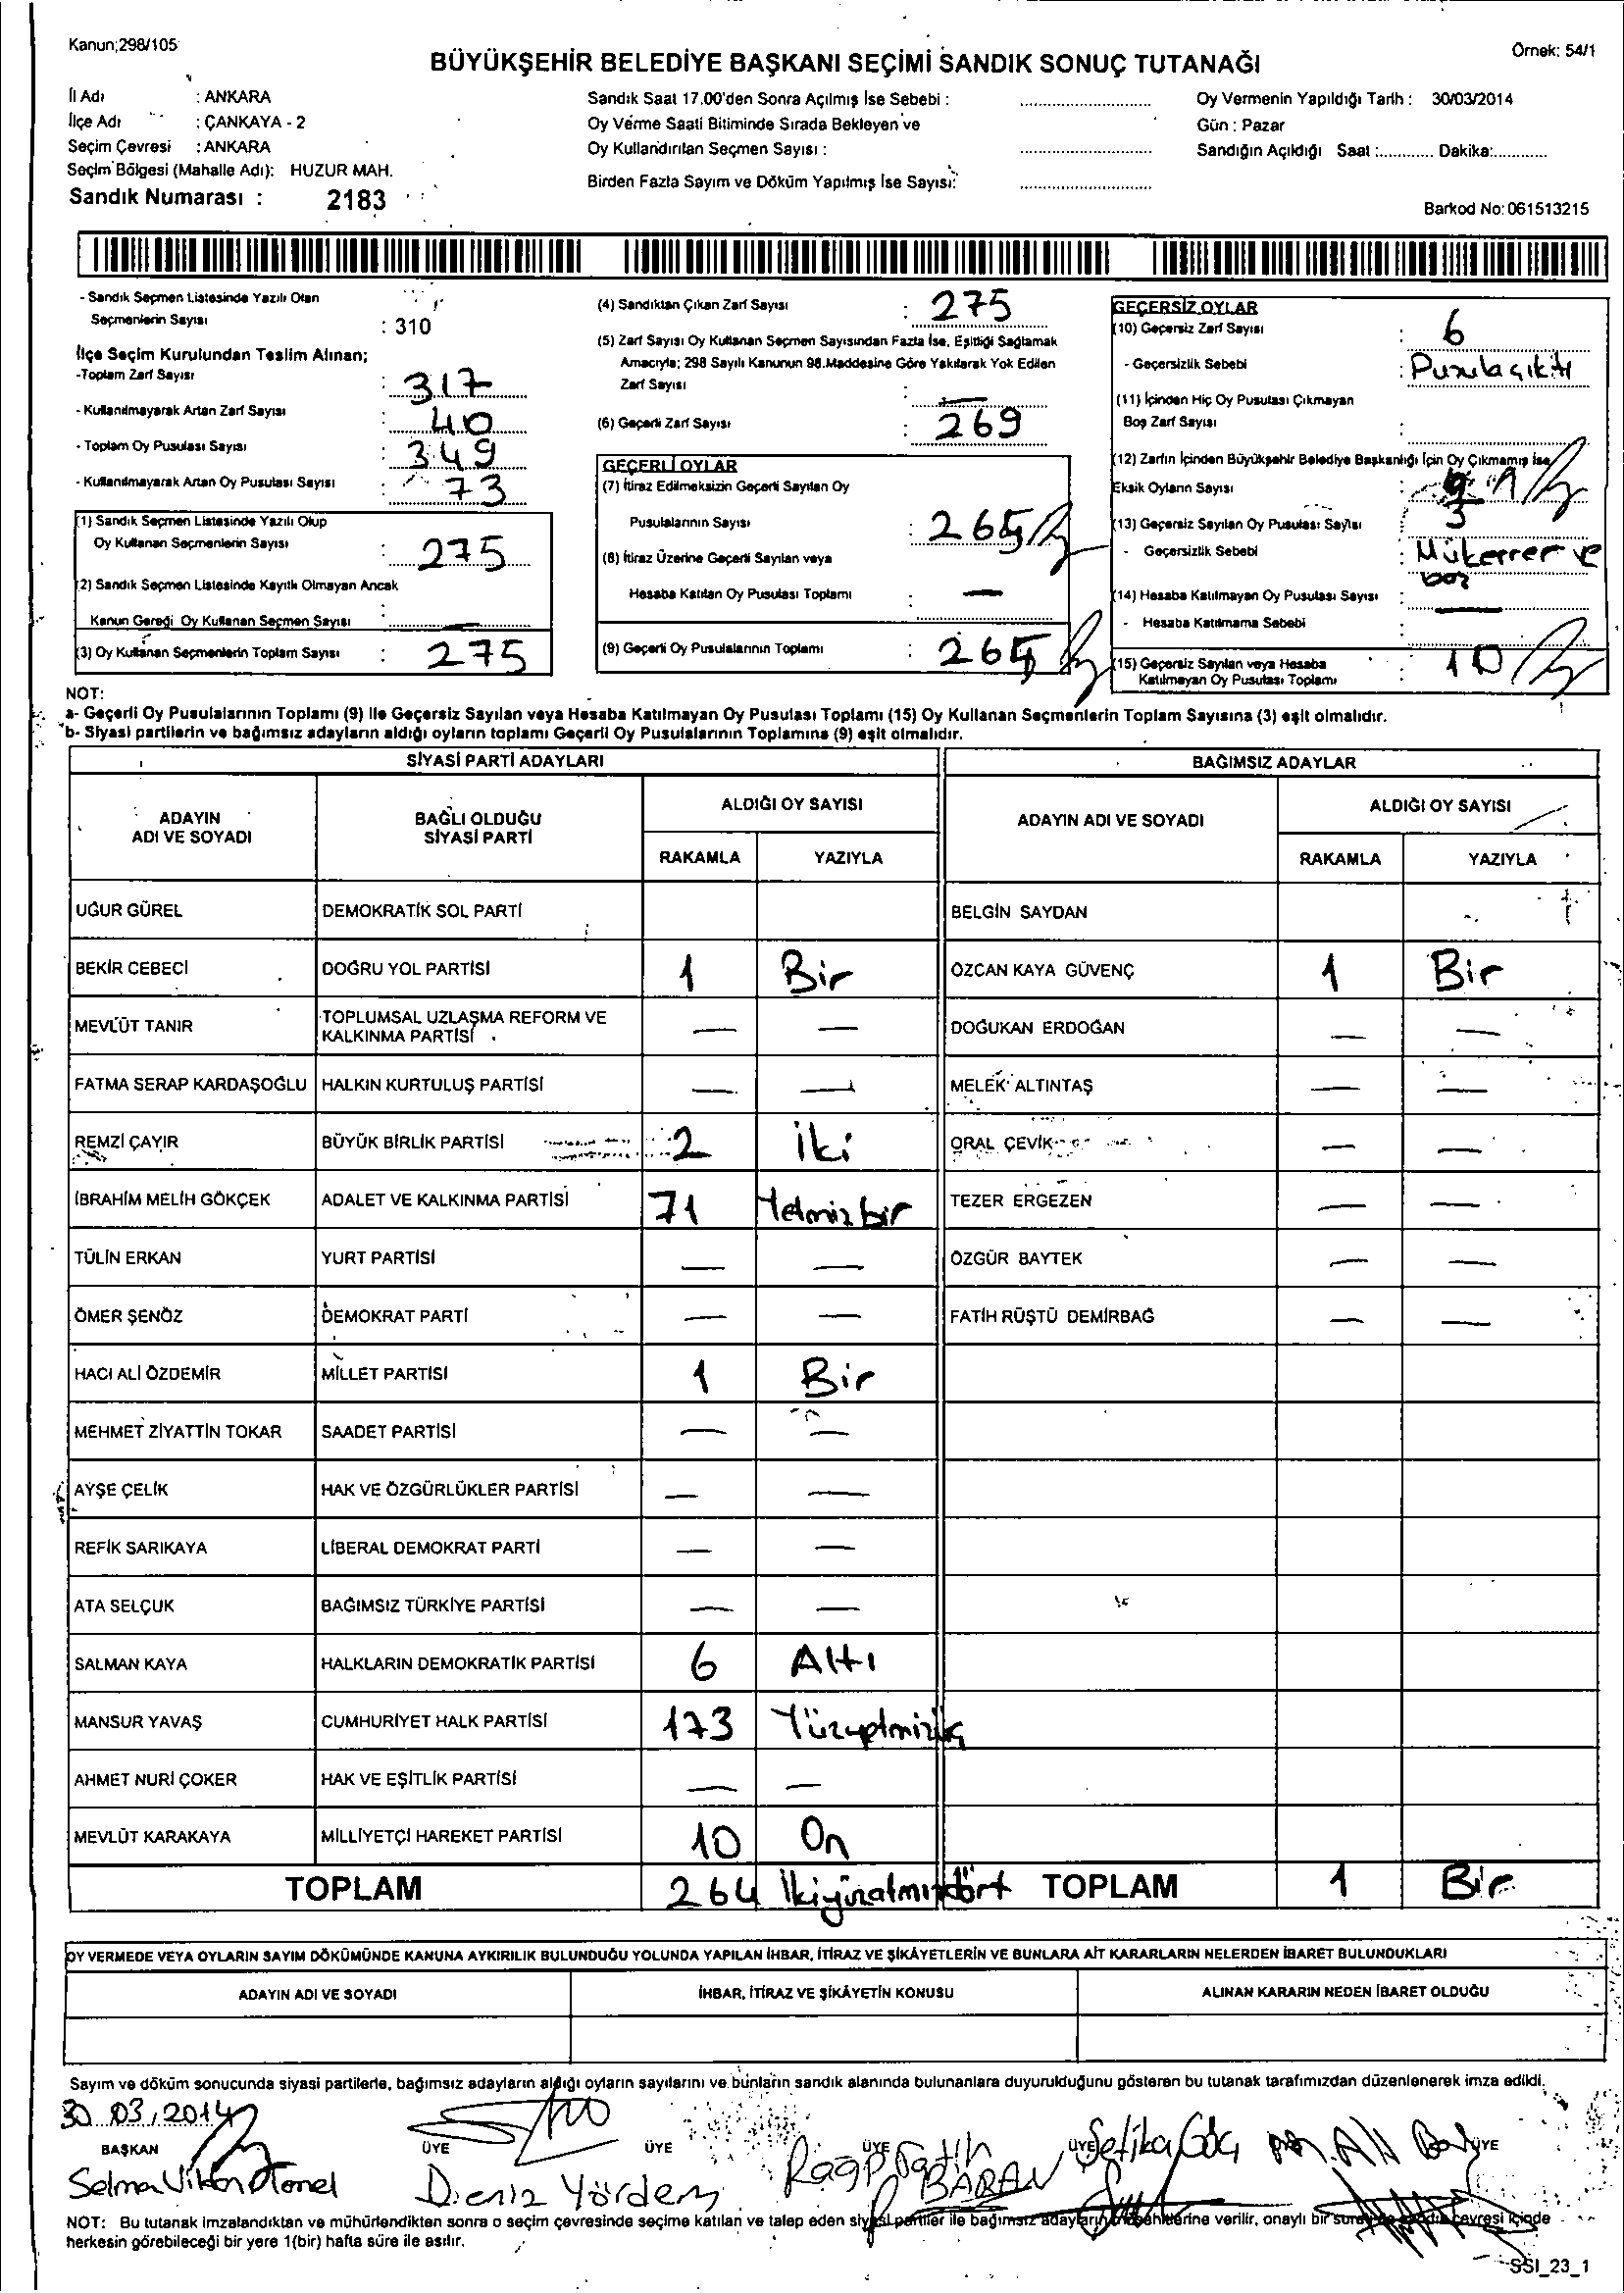 Kanun;298/105
Örnek: 54/1
BÜYÜKŞEHİR BELEDİYE BAŞKANI SEÇİMİ SANDIK SONUÇ TUTANAĞI
İl Adı : ANKARA
İlçe Adı : ÇANKAYA - 2
Seçim Çevresi : ANKARA
Seçim Bölgesi (Mahalle Adı): HUZUR MAH.
Sandık Numarası : 2183
Sandık Saat 17.00'den Sonra Açılmış İse Sebebi :
Oy Verme Saati Bitiminde Sırada Bekleyen ve
Oy Kullandırılan Seçmen Sayısı :
Birden Fazla Sayım ve Döküm Yapılmış İse Sayısı:
Oy Vermenin Yapıldığı Tarih : 30/03/2014
Gün : Pazar
Sandığın Açıldığı Saat :............ Dakika:............
Barkod No: 061513215
- Sandık Seçmen Listesinde Yazılı Olan
Seçmenlerin Sayısı : 310
İlçe Seçim Kurulundan Teslim Alınan;
-Toplam Zarf Sayısı : 317
- Kullanılmayarak Artan Zarf Sayısı : 40
- Toplam Oy Pusulası Sayısı : 349
- Kullanılmayarak Artan Oy Pusulası Sayısı : 73
(1) Sandık Seçmen Listesinde Yazılı Olup
Oy Kullanan Seçmenlerin Sayısı : 275
(2) Sandık Seçmen Listesinde Kayıtlı Olmayan Ancak
Kanun Gereği Oy Kullanan Seçmen Sayısı : —
(3) Oy Kullanan Seçmenlerin Toplam Sayısı : 275
(4) Sandıktan Çıkan Zarf Sayısı : 275
(5) Zarf Sayısı Oy Kullanan Seçmen Sayısından Fazla İse, Eşitliği Sağlamak
Amacıyla; 298 Sayılı Kanunun 98.Maddesine Göre Yakılarak Yok Edilen
Zarf Sayısı : —
(6) Geçerli Zarf Sayısı : 269
GEÇERLİ OYLAR
(7) İtiraz Edilmeksizin Geçerli Sayılan Oy
Pusulalarının Sayısı : 265
(8) İtiraz Üzerine Geçerli Sayılan veya
Hesaba Katılan Oy Pusulası Toplamı : —
(9) Geçerli Oy Pusulalarının Toplamı : 265
GEÇERSİZ OYLAR
(10) Geçersiz Zarf Sayısı : 6
- Geçersizlik Sebebi : Pusula çıktı
(11) İçinden Hiç Oy Pusulası Çıkmayan
Boş Zarf Sayısı :
(12) Zarfın İçinden Büyükşehir Belediye Başkanlığı İçin Oy Çıkmamış İse
Eksik Oyların Sayısı : 1
(13) Geçersiz Sayılan Oy Pusulası Sayısı : 3
- Geçersizlik Sebebi : Mükerrer ve
boş
(14) Hesaba Katılmayan Oy Pusulası Sayısı : —
- Hesaba Katılmama Sebebi :
(15) Geçersiz Sayılan veya Hesaba : 10
Katılmayan Oy Pusulası Toplamı
NOT:
a- Geçerli Oy Pusulalarının Toplamı (9) ile Geçersiz Sayılan veya Hesaba Katılmayan Oy Pusulası Toplamı (15) Oy Kullanan Seçmenlerin Toplam Sayısına (3) eşit olmalıdır.
b- Siyasi partilerin ve bağımsız adayların aldığı oyların toplamı Geçerli Oy Pusulalarının Toplamına (9) eşit olmalıdır.
SİYASİ PARTİ ADAYLARI BAĞIMSIZ ADAYLAR
ADAYIN ADI VE SOYADI BAĞLI OLDUĞU SİYASİ PARTİ ALDIĞI OY SAYISI ADAYIN ADI VE SOYADI ALDIĞI OY SAYISI
RAKAMLA YAZIYLA RAKAMLA YAZIYLA
UĞUR GÜREL DEMOKRATİK SOL PARTİ BELGİN SAYDAN
BEKİR CEBECİ DOĞRU YOL PARTİSİ 1 Bir ÖZCAN KAYA GÜVENÇ 1 Bir
MEVLÜT TANIR TOPLUMSAL UZLAŞMA REFORM VE KALKINMA PARTİSİ — — DOĞUKAN ERDOĞAN — —
FATMA SERAP KARDAŞOĞLU HALKIN KURTULUŞ PARTİSİ — — MELEK ALTINTAŞ — —
REMZİ ÇAYIR BÜYÜK BİRLİK PARTİSİ 2 iki ORAL ÇEVİK — —
İBRAHİM MELİH GÖKÇEK ADALET VE KALKINMA PARTİSİ 71 Yetmiz bir TEZER ERGEZEN — —
TÜLİN ERKAN YURT PARTİSİ — — ÖZGÜR BAYTEK — —
ÖMER ŞENÖZ DEMOKRAT PARTİ — — FATİH RÜŞTÜ DEMİRBAĞ — —
HACI ALİ ÖZDEMİR MİLLET PARTİSİ 1 Bir
MEHMET ZİYATTİN TOKAR SAADET PARTİSİ — —
AYŞE ÇELİK HAK VE ÖZGÜRLÜKLER PARTİSİ — —
REFİK SARIKAYA LİBERAL DEMOKRAT PARTİ — —
ATA SELÇUK BAĞIMSIZ TÜRKİYE PARTİSİ — —
SALMAN KAYA HALKLARIN DEMOKRATİK PARTİSİ 6 Altı
MANSUR YAVAŞ CUMHURİYET HALK PARTİSİ 173 Yüzyetmizüç
AHMET NURİ ÇOKER HAK VE EŞİTLİK PARTİSİ — —
MEVLÜT KARAKAYA MİLLİYETÇİ HAREKET PARTİSİ 10 On
TOPLAM 264 İkiyüzatmızdört TOPLAM 1 Bir
OY VERMEDE VEYA OYLARIN SAYIM DÖKÜMÜNDE KANUNA AYKIRILIK BULUNDUĞU YOLUNDA YAPILAN İHBAR, İTİRAZ VE ŞİKÂYETLERİN VE BUNLARA AİT KARARLARIN NELERDEN İBARET BULUNDUKLARI
ADAYIN ADI VE SOYADI İHBAR, İTİRAZ VE ŞİKÂYETİN KONUSU ALINAN KARARIN NEDEN İBARET OLDUĞU
Sayım ve döküm sonucunda siyasi partilerle, bağımsız adayların aldığı oyların sayılarını ve bunların sandık alanında bulunanlara duyurulduğunu gösteren bu tutanak tarafımızdan düzenlenerek imza edildi.
30.03.2014
BAŞKAN ÜYE ÜYE ÜYE ÜYE ÜYE
Selma Deniz Yörden Ragıp Fatih BARAN Şefika
NOT: Bu tutanak imzalandıktan ve mühürlendikten sonra o seçim çevresinde seçime katılan ve talep eden siyasi partiler ile bağımsız adayların verilir, onaylı bir çevresi içinde
herkesin görebileceği bir yere 1(bir) hafta süre ile asılır.
SSI_23_1